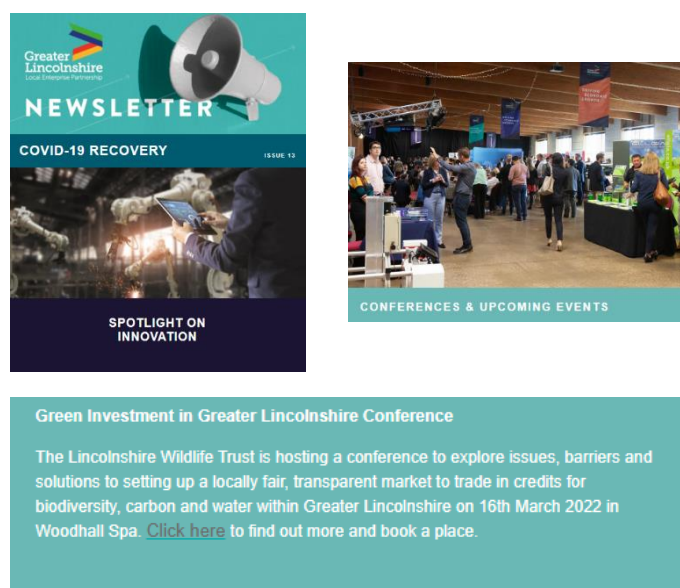 Greater
Lincolnshire
Local Enterprise Partnership
NEWSLETTER
COVID-19 RECOVERY
ISSUE 13
SPOTLIGHT ON
INNOVATION
CONFERENCES & UPCOMING EVENTS
Green Investment in Greater Lincolnshire Conference
The Lincolnshire Wildlife Trust is hosting a conference to explore issues, barriers and
solutions to setting up a locally fair, transparent market to trade in credits for
biodiversity, carbon and water within Greater Lincolnshire on 16th March 2022 in
Woodhall Spa. Click here to find out more and book a place.